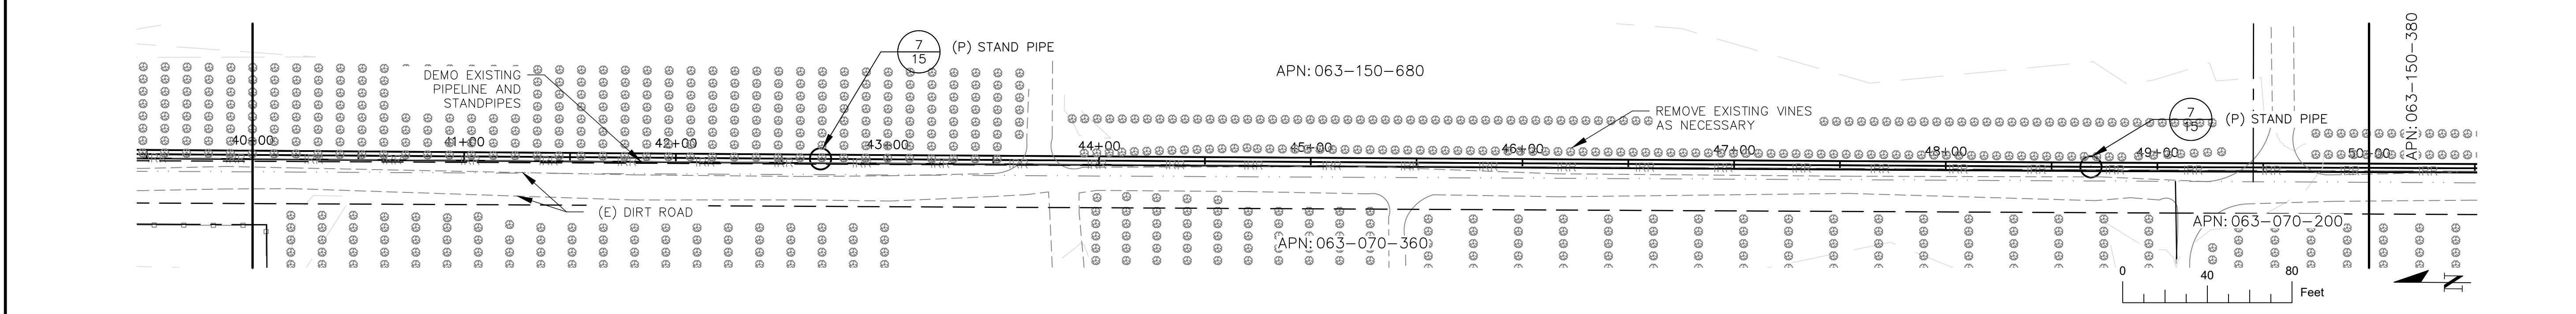 7
15
(P) STAND PIPE
DEMO EXISTING
PIPELINE AND
STANDPIPES
APN: 063-150-680
REMOVE EXISTING VINES
AS NECESSARY
7
15
(P) STAND PIPE
APN: 063-150-380
40+00
41+00
42+00
43+00
44+00
45+00
46+00
47+00
48+00
49+00
50+00
(E) DIRT ROAD
APN: 063-070-360
APN: 063-070-200
0
40
80
Feet
N